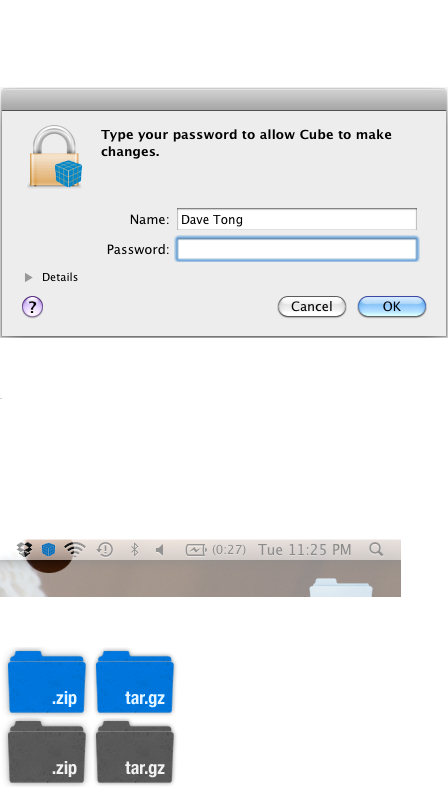 Type your password to allow Cube to make
changes.
Name: Dave Tong
Password:
Details
?
Cancel OK
(0:27) Tue 11:25 PM
.zip tar.gz
.zip tar.gz